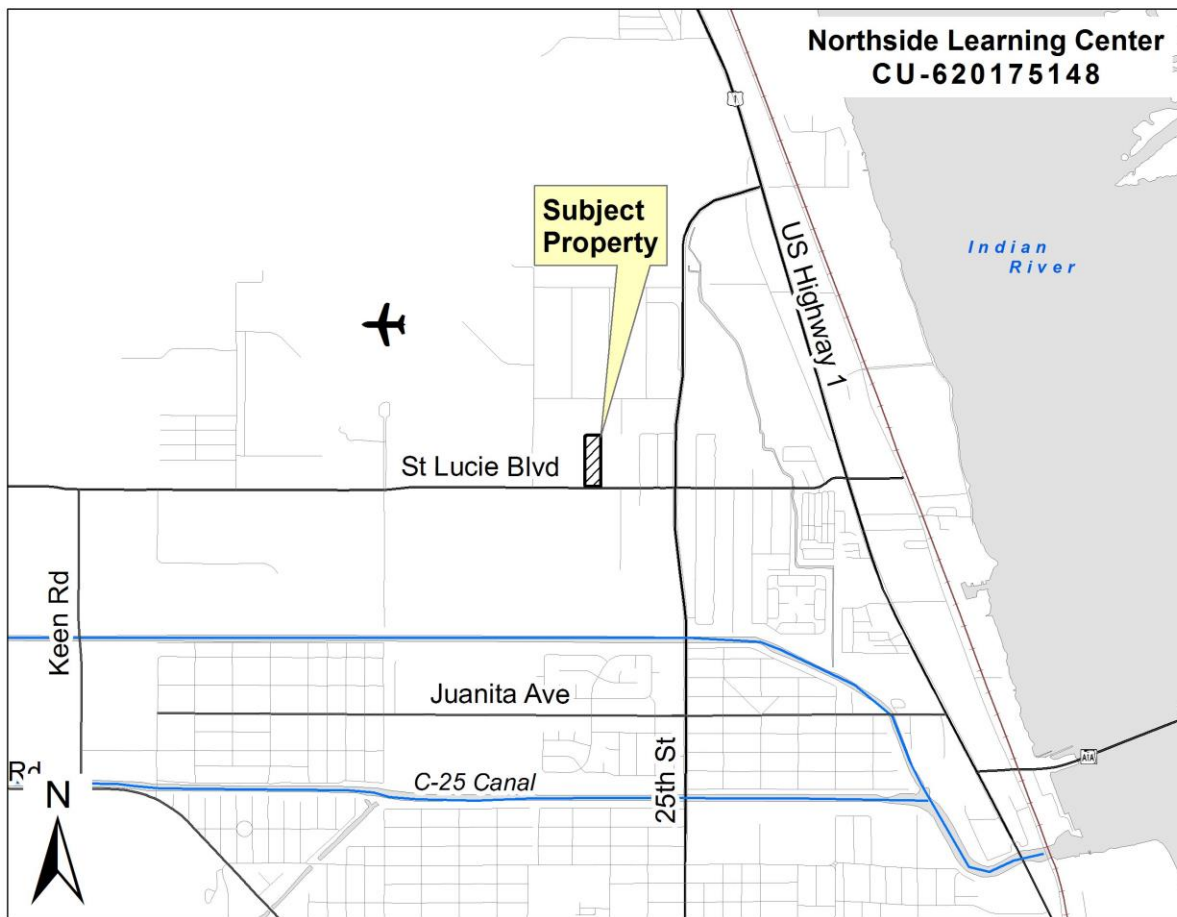 Northside Learning Center
CU-620175148
1
Subject
Property
Indian
River
US Highway 1
St Lucie Blvd
Keen Rd
Juanita Ave
25th St
A1A
C-25 Canal
N